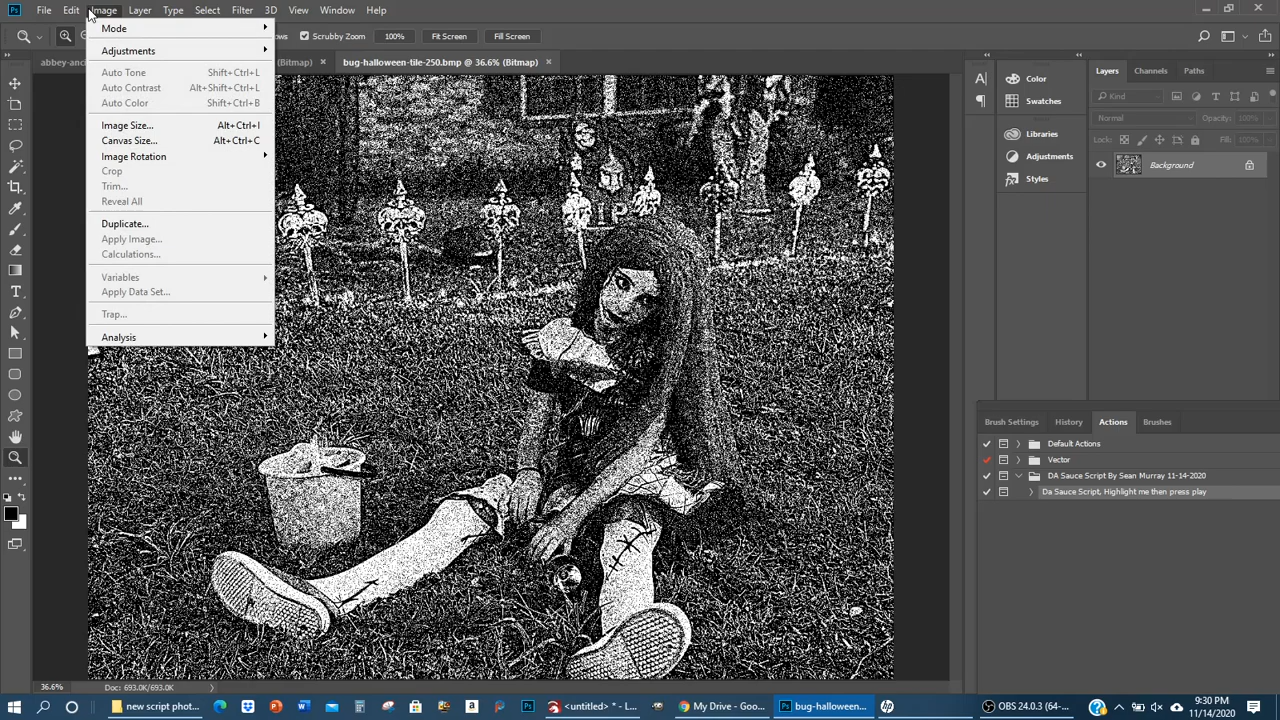 Ps File Edit Image Layer Type Select Filter 3D View Window Help
Scrubby Zoom 100% Fit Screen Fill Screen
(Bitmap) × bug-halloween-tile-250.bmp @ 36.6% (Bitmap) ×
Mode
Adjustments
Auto Tone Shift+Ctrl+L
Auto Contrast Alt+Shift+Ctrl+L
Auto Color Shift+Ctrl+B
Image Size... Alt+Ctrl+I
Canvas Size... Alt+Ctrl+C
Image Rotation
Crop
Trim...
Reveal All
Duplicate...
Apply Image...
Calculations...
Variables
Apply Data Set...
Trap...
Analysis
RIP
Color
Swatches
Libraries
Adjustments
Styles
Layers Channels Paths
Kind
Normal Opacity: 100%
Lock: Fill: 100%
Background
Brush Settings History Actions Brushes
Default Actions
Vector
DA Sauce Script By Sean Murray 11-14-2020
Da Sauce Script, Highlight me then press play
36.6% Doc: 693.0K/693.0K
new script phot... <untitled> * - L... My Drive - Goo... bug-halloween... OBS 24.0.3 (64-...
9:30 PM
11/14/2020